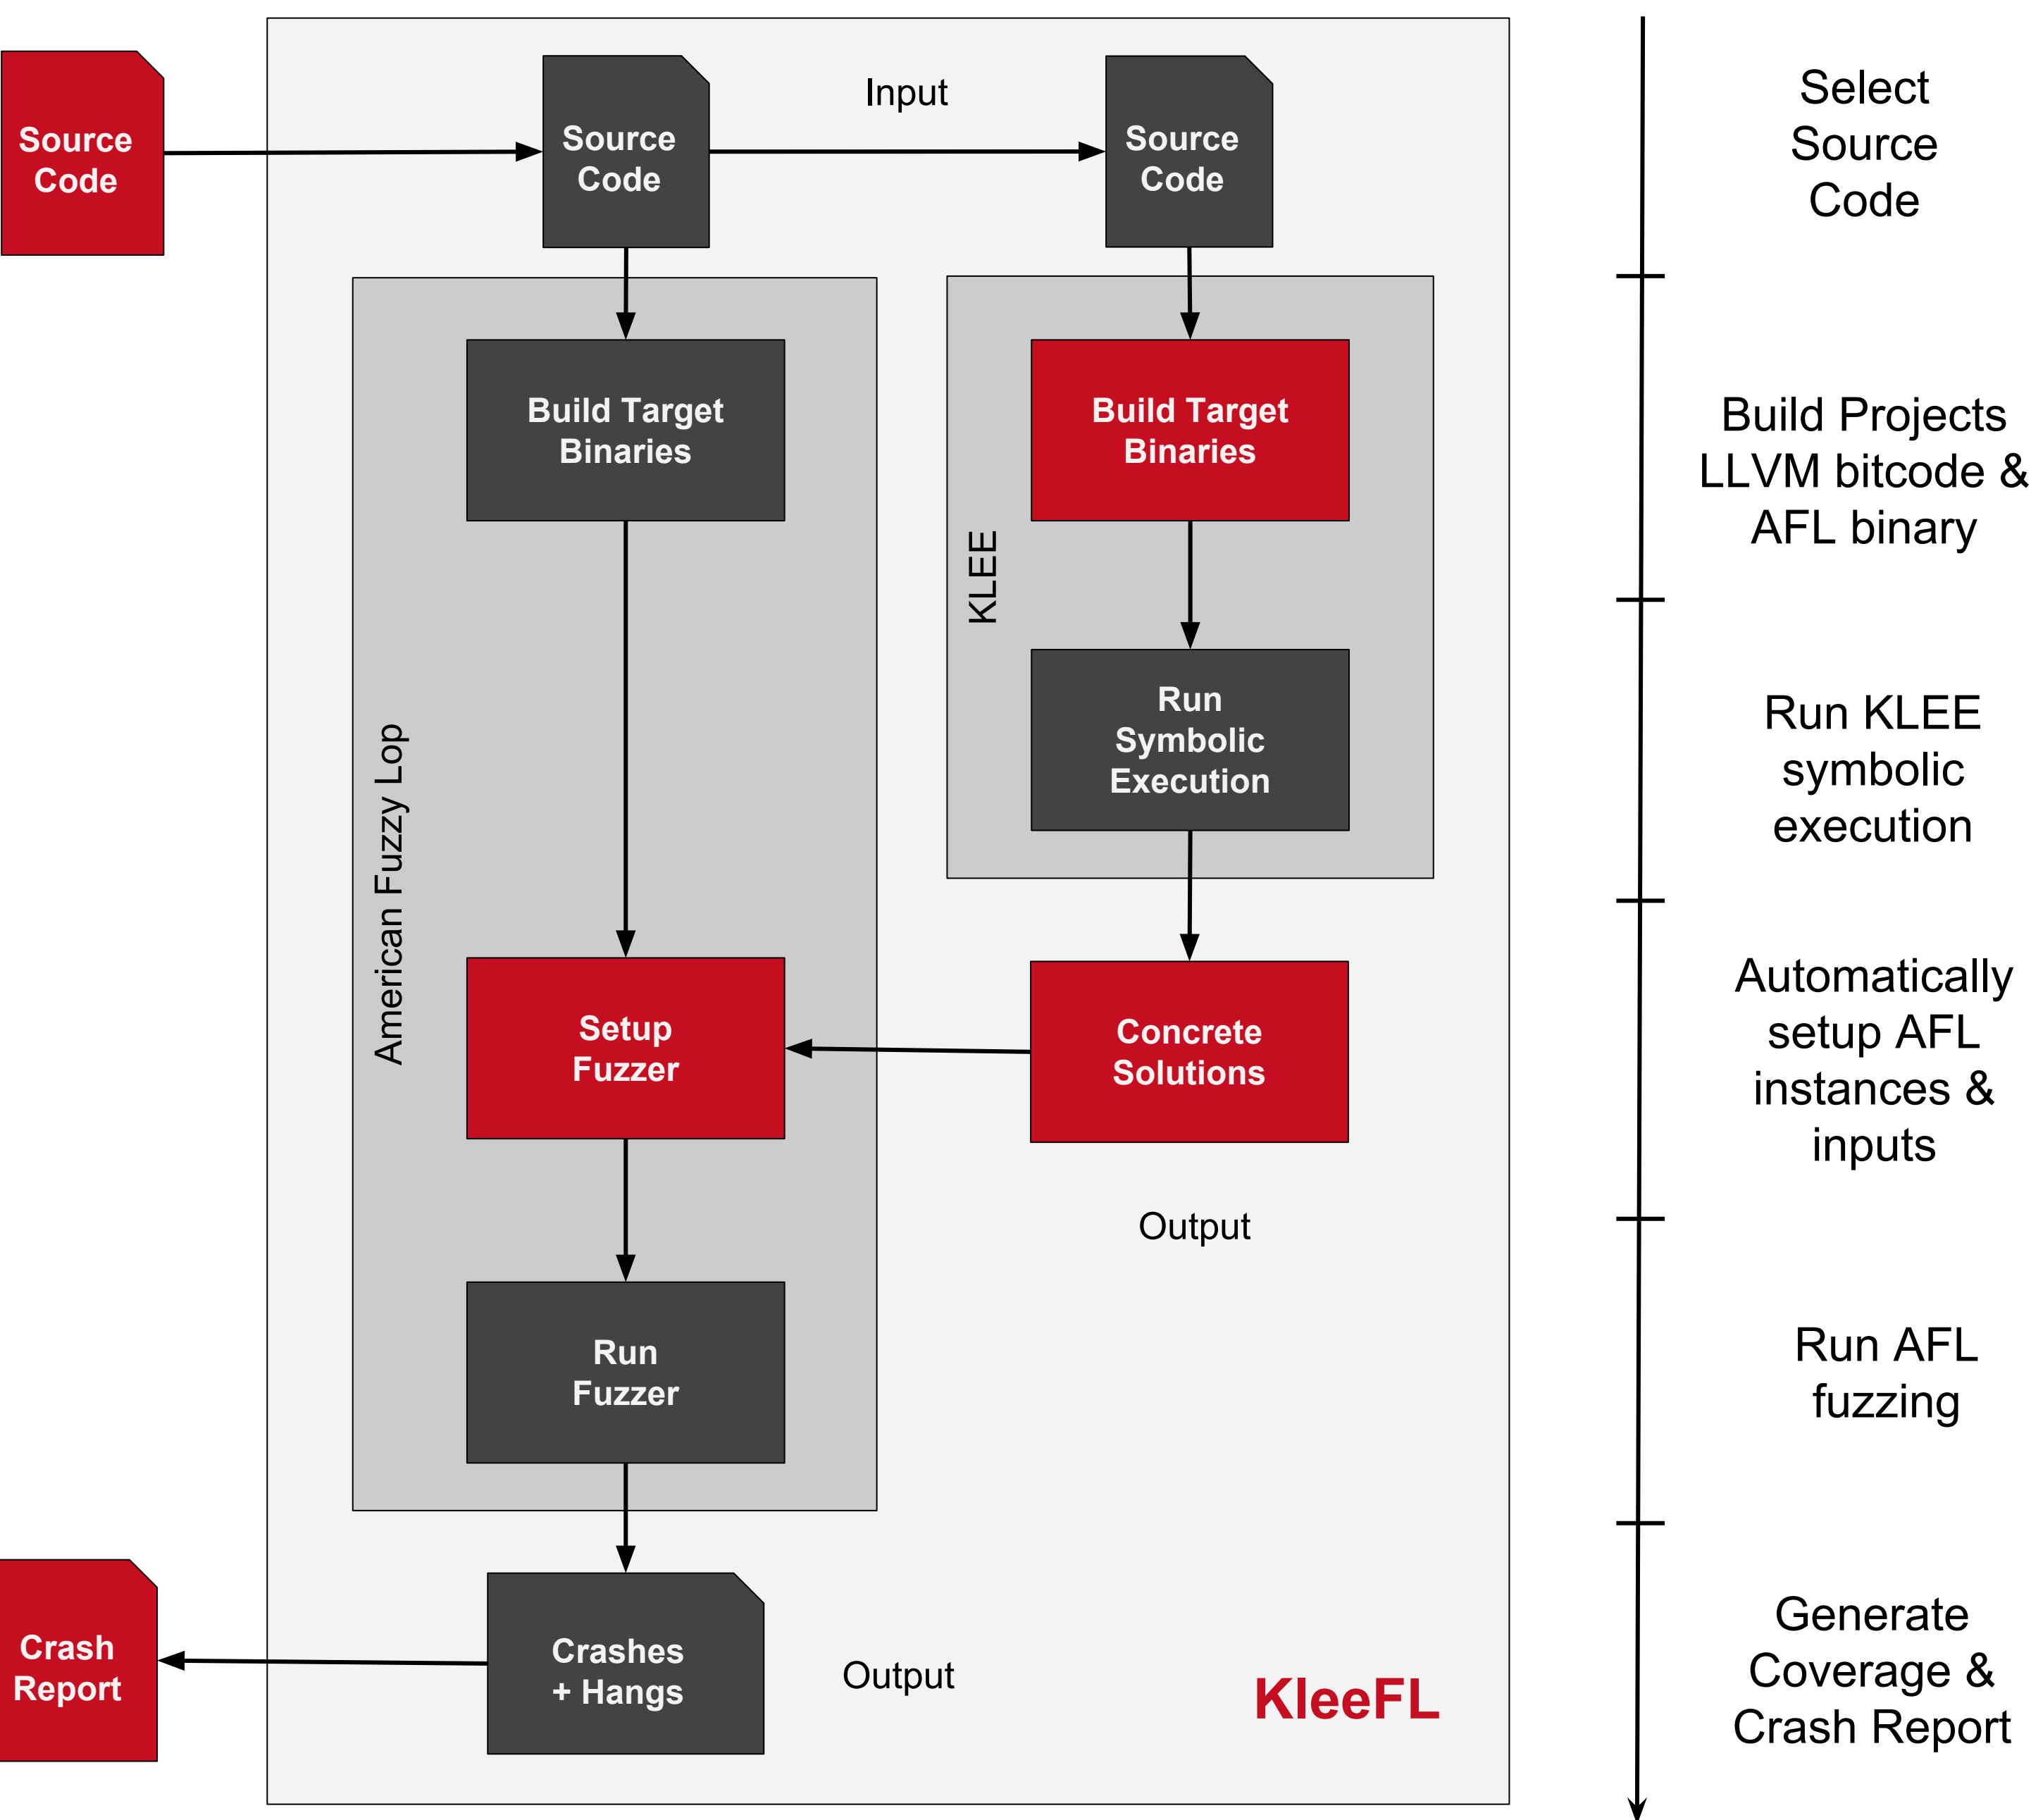 Source
Code
Source
Code
Input
Source
Code
Select
Source
Code
Build Target
Binaries
Build Target
Binaries
Build Projects
LLVM bitcode &
AFL binary
KLEE
Run
Symbolic
Execution
Run KLEE
symbolic
execution
American Fuzzy Lop
Setup
Fuzzer
Concrete
Solutions
Automatically
setup AFL
instances &
inputs
Output
Run
Fuzzer
Run AFL
fuzzing
Crash
Report
Crashes
+ Hangs
Output
KleeFL
Generate
Coverage &
Crash Report